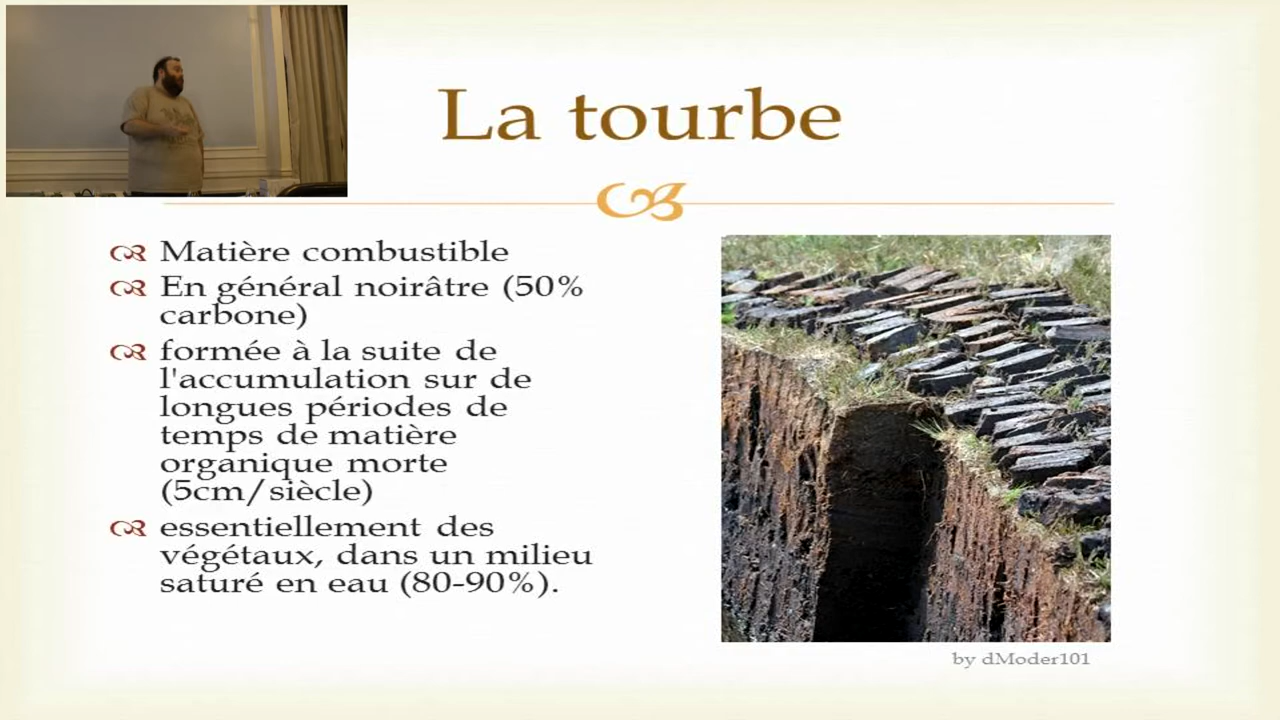 La tourbe
Matière combustible
En général noirâtre (50%
carbone)
formée à la suite de
l'accumulation sur de
longues périodes de
temps de matière
organique morte
(5cm/siècle)
essentiellement des
végétaux, dans un milieu
saturé en eau (80-90%).
by dModer101